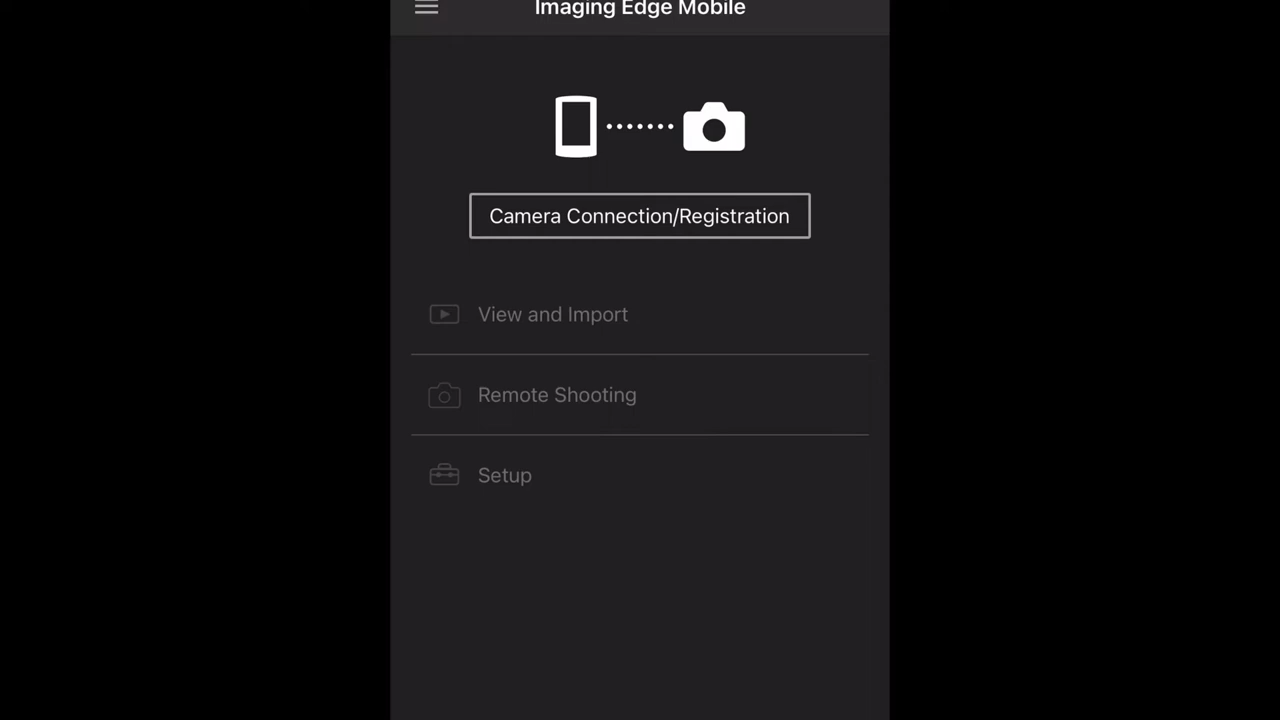 Imaging Edge Mobile
Camera Connection/Registration
View and Import
Remote Shooting
Setup